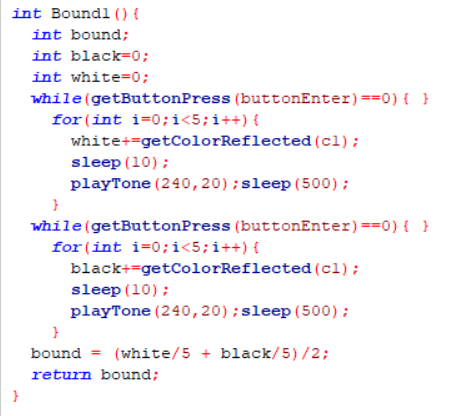 int Bound1(){
  int bound;
  int black=0;
  int white=0;
  while(getButtonPress(buttonEnter)==0){ }
    for(int i=0;i<5;i++){
      white+=getColorReflected(c1);
      sleep(10);
      playTone(240,20);sleep(500);
    }
  while(getButtonPress(buttonEnter)==0){ }
    for(int i=0;i<5;i++){
      black+=getColorReflected(c1);
      sleep(10);
      playTone(240,20);sleep(500);
    }
  bound = (white/5 + black/5)/2;
  return bound;
}